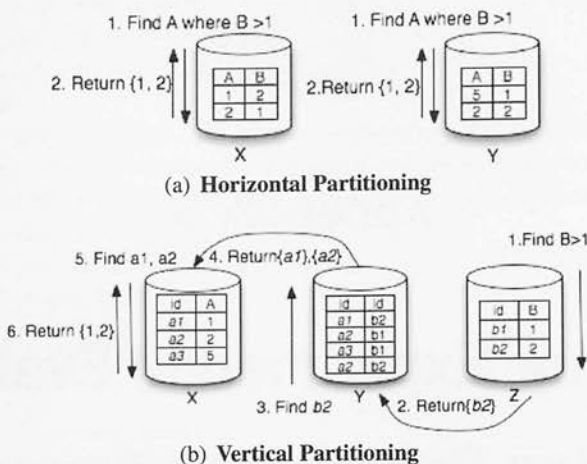 1. Find A where B >1
1. Find A where B >1
2. Return {1, 2}
A B
1 2
2 1
X
2.Return {1, 2}
A B
5 1
2 2
Y
(a) Horizontal Partitioning
5. Find a1, a2
4. Return{a1},{a2}
1.Find B>1
6. Return {1,2}
id A
a1 1
a2 2
a3 5
X
id id
a1 b2
a2 b1
a3 b1
a2 b2
Y
3. Find b2
id B
b1 1
b2 2
Z
2. Return{b2}
(b) Vertical Partitioning